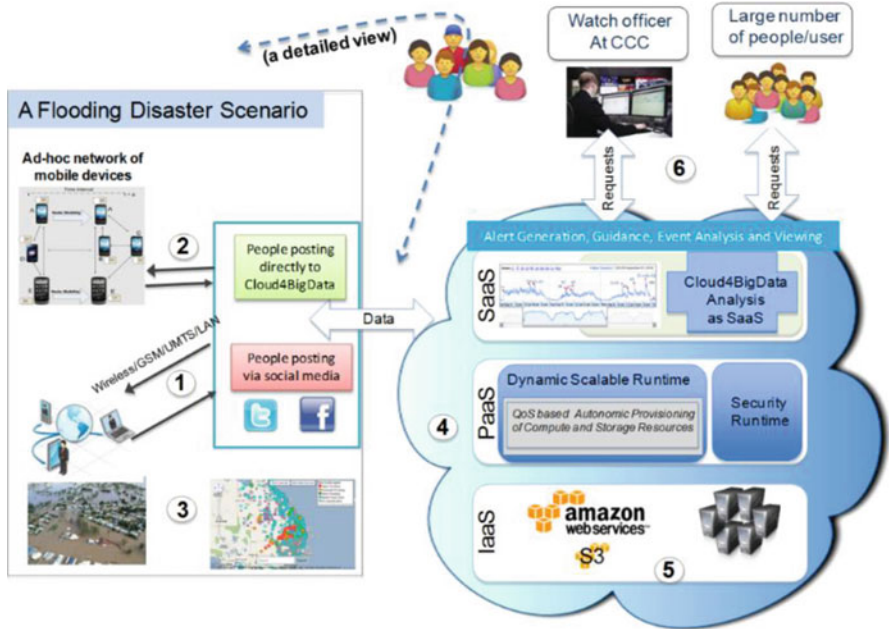 (a detailed view)
Watch officer
At CCC
Large number
of people/user
A Flooding Disaster Scenario
Ad-hoc network of
mobile devices
2
People posting
directly to
Cloud4BigData
Wireless/GSM/UMTS/LAN
1
People posting
via social media
3
Data
Requests
6
Requests
Alert Generation, Guidance, Event Analysis and Viewing
SaaS
Cloud4BigData
Analysis
as SaaS
4
PaaS
Dynamic Scalable Runtime
QoS based Autonomic Provisioning
of Compute and Storage Resources
Security
Runtime
IaaS
amazon
webservices™
S3
5